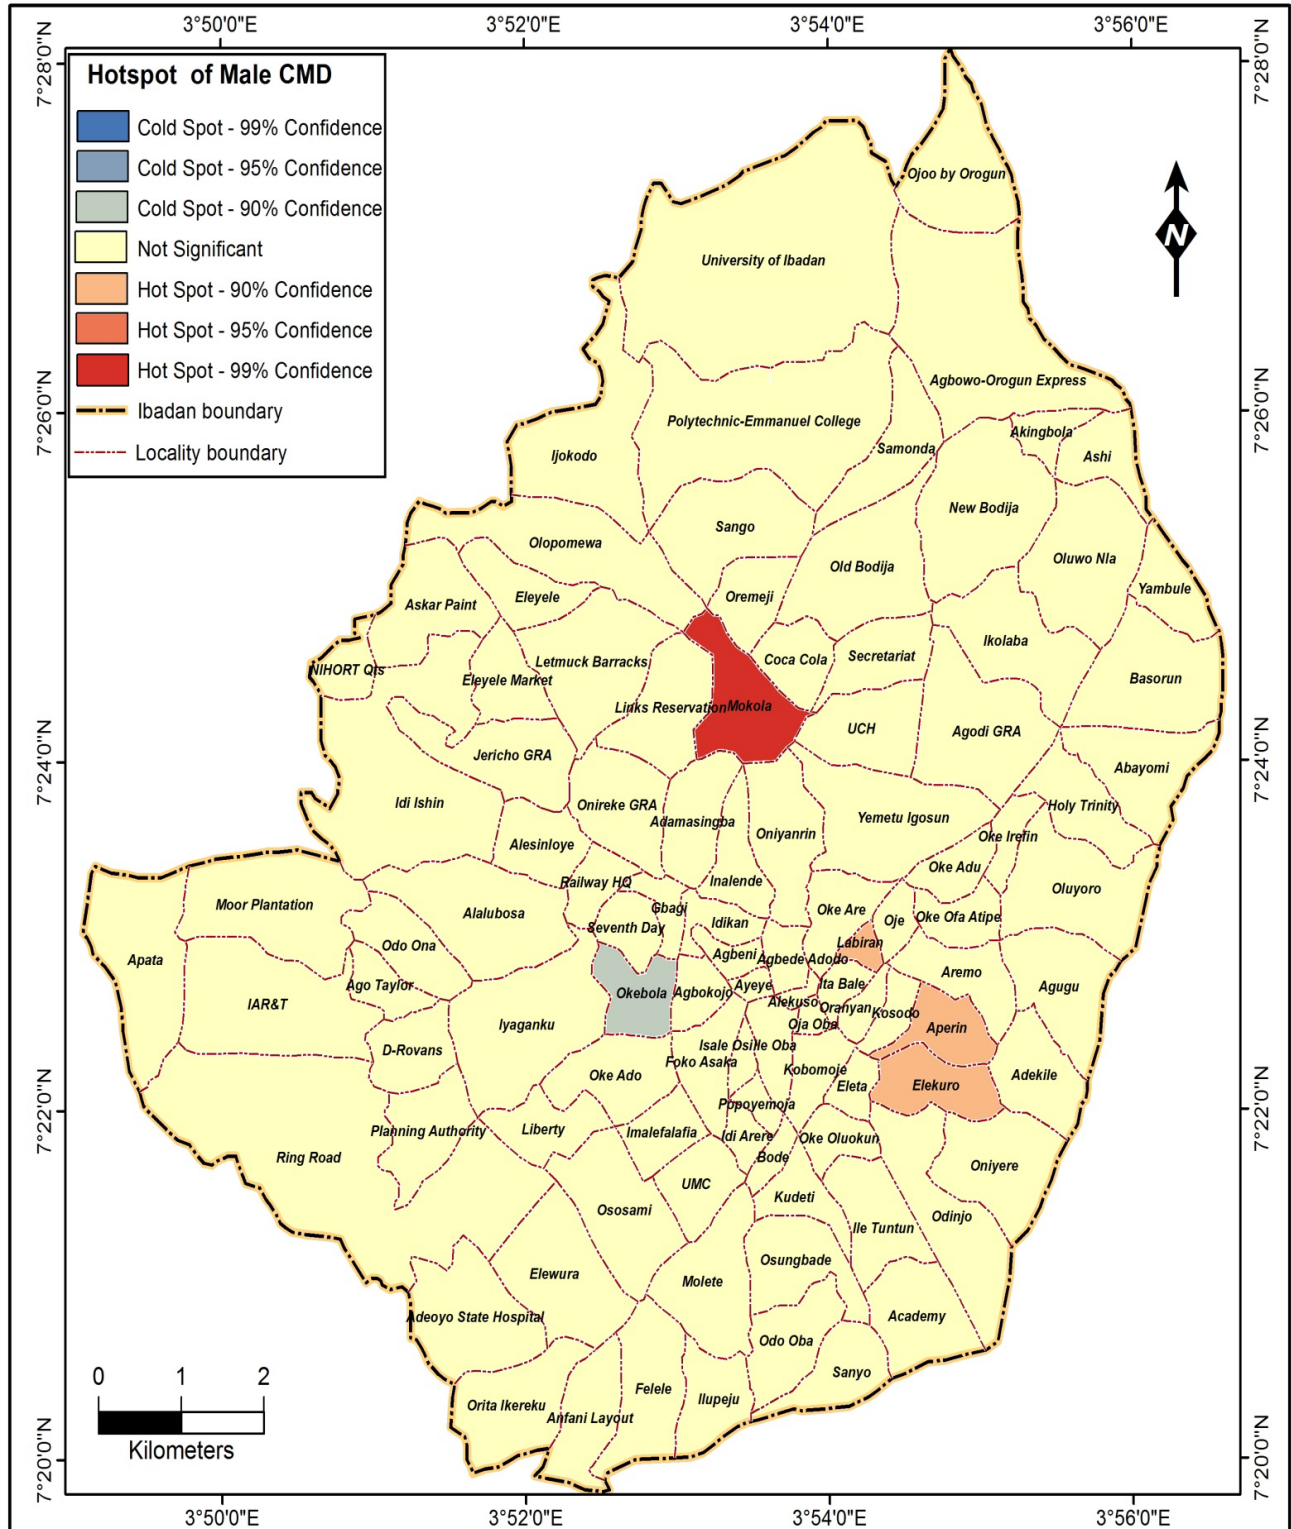 3°50'0"E 3°52'0"E 3°54'0"E 3°56'0"E
7°28'0"N
7°28'0"N
Hotspot of Male CMD
Cold Spot - 99% Confidence
Cold Spot - 95% Confidence
Cold Spot - 90% Confidence
Not Significant
Hot Spot - 90% Confidence
Hot Spot - 95% Confidence
Hot Spot - 99% Confidence
Ibadan boundary
Locality boundary
N
Ojoo by Orogun
University of Ibadan
7°26'0"N
7°26'0"N
Agbowo-Orogun Express
Polytechnic-Emmanuel College
Akingbola
Samonda
Ashi
Ijokodo
New Bodija
Sango
Olopomewa
Oluwo Nla
Old Bodija
Yambule
Eleyele
Oremeji
Askar Paint
Ikolaba
Secretariat
Coca Cola
Letmuck Barracks
NIHORT Qts
Basorun
Eleyele Market
Links Reservation
Mokola
UCH
Agodi GRA
7°24'0"N
7°24'0"N
Jericho GRA
Abayomi
Idi Ishin
Onireke GRA
Holy Trinity
Adamasingba
Yemetu Igosun
Oniyanrin
Oke Irefin
Alesinloye
Oke Adu
Railway HQ
Inalende
Oluyoro
Moor Plantation
Gbagi
Oke Are
Alalubosa
Idikan
Oje
Oke Ofa Atipe
Seventh Day
Odo Ona
Labiran
Agbeni
Agbede Adodo
Apata
Aremo
Ago Taylor
Ita Bale
Ayeye
Agugu
Okebola
Agbokojo
IAR&T
Alekuso
Oranyan
Kosodo
Iyaganku
Oja Oba
Aperin
Isale Osi
Ile Oba
D-Rovans
Foko Asaka
Kobomoje
Oke Ado
Adekile
Eleta
Elekuro
7°22'0"N
7°22'0"N
Popoyemoja
Planning Authority
Liberty
Imalefalafia
Idi Arere
Oke Oluokun
Ring Road
Bode
Oniyere
UMC
Kudeti
Ososami
Odinjo
Ile Tuntun
Osungbade
Elewura
Molete
Adeoyo State Hospital
Academy
Odo Oba
Sanyo
0 1 2
Felele
Ilupeju
Orita Ikereku
Anfani Layout
Kilometers
7°20'0"N
7°20'0"N
3°50'0"E 3°52'0"E 3°54'0"E 3°56'0"E